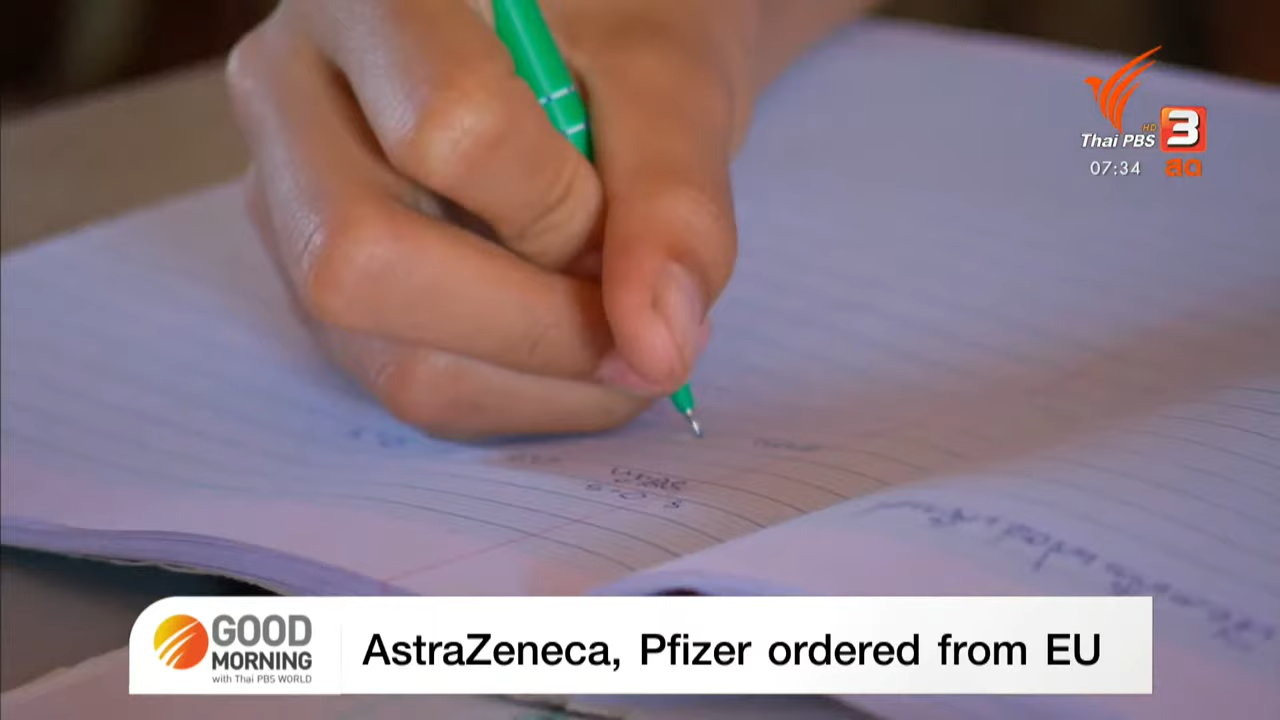 Thai PBS HD 3
07:34 สด
GOOD
MORNING
with Thai PBS WORLD
AstraZeneca, Pfizer ordered from EU